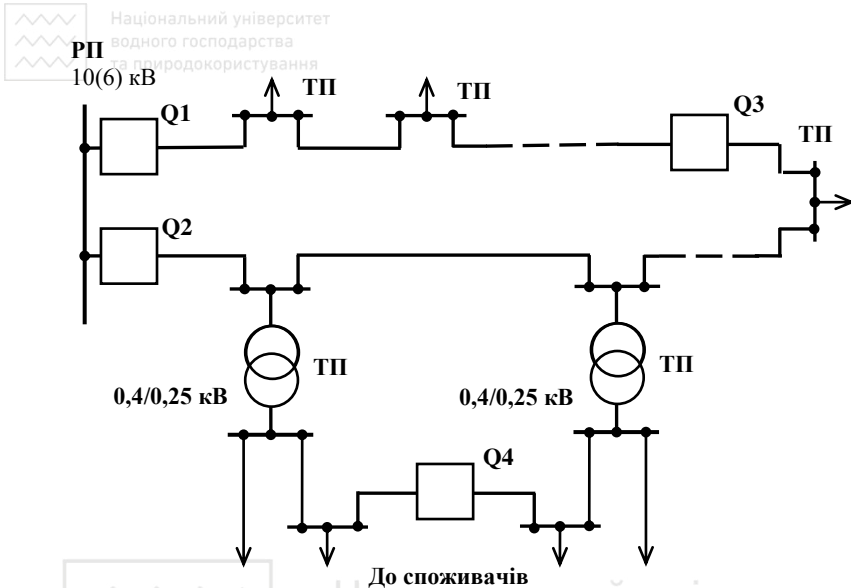 Національний університет
водного господарства
та природокористування
РП
10(6) кВ
Q1
ТП
ТП
Q3
ТП
Q2
ТП
ТП
0,4/0,25 кВ
0,4/0,25 кВ
Q4
До споживачів